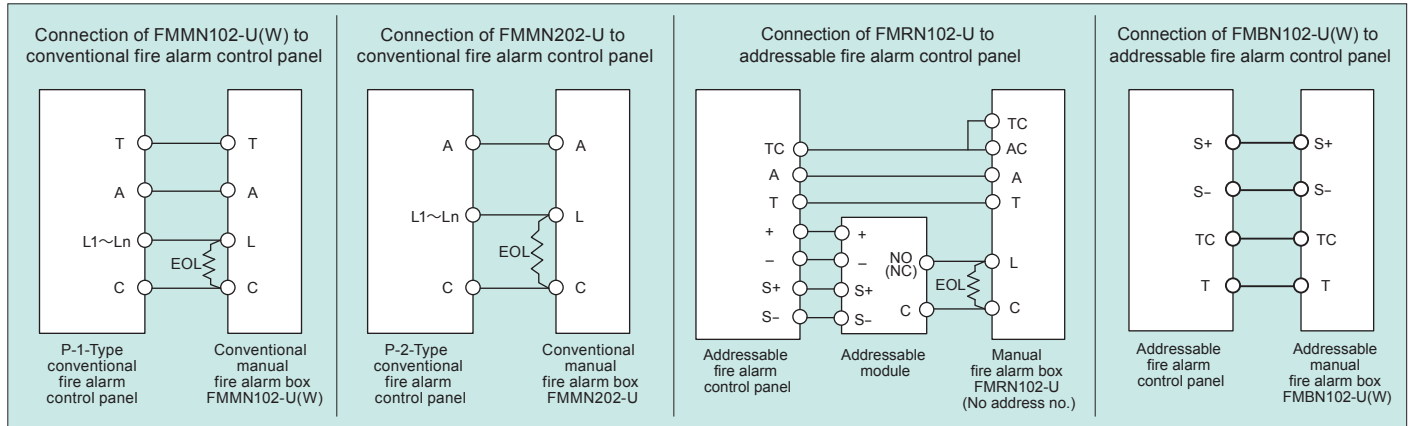 Connection of FMMN102-U(W) to
conventional fire alarm control panel
T
T
A
A
L1～Ln
L
EOL
C
C
P-1-Type
conventional
fire alarm
control panel
Conventional
manual
fire alarm box
FMMN102-U(W)
Connection of FMMN202-U to
conventional fire alarm control panel
A
A
L1～Ln
L
EOL
C
C
P-2-Type
conventional
fire alarm
control panel
Conventional
manual
fire alarm box
FMMN202-U
Connection of FMRN102-U to
addressable fire alarm control panel
TC
TC
AC
A
A
T
T
+
+
–
–
NO
(NC)
L
S+
S+
EOL
S–
S–
C
C
Addressable
fire alarm
control panel
Addressable
module
Manual
fire alarm box
FMRN102-U
(No address no.)
Connection of FMBN102-U(W) to
addressable fire alarm control panel
S+
S+
S–
S–
TC
TC
T
T
Addressable
fire alarm
control panel
Addressable
manual
fire alarm box
FMBN102-U(W)